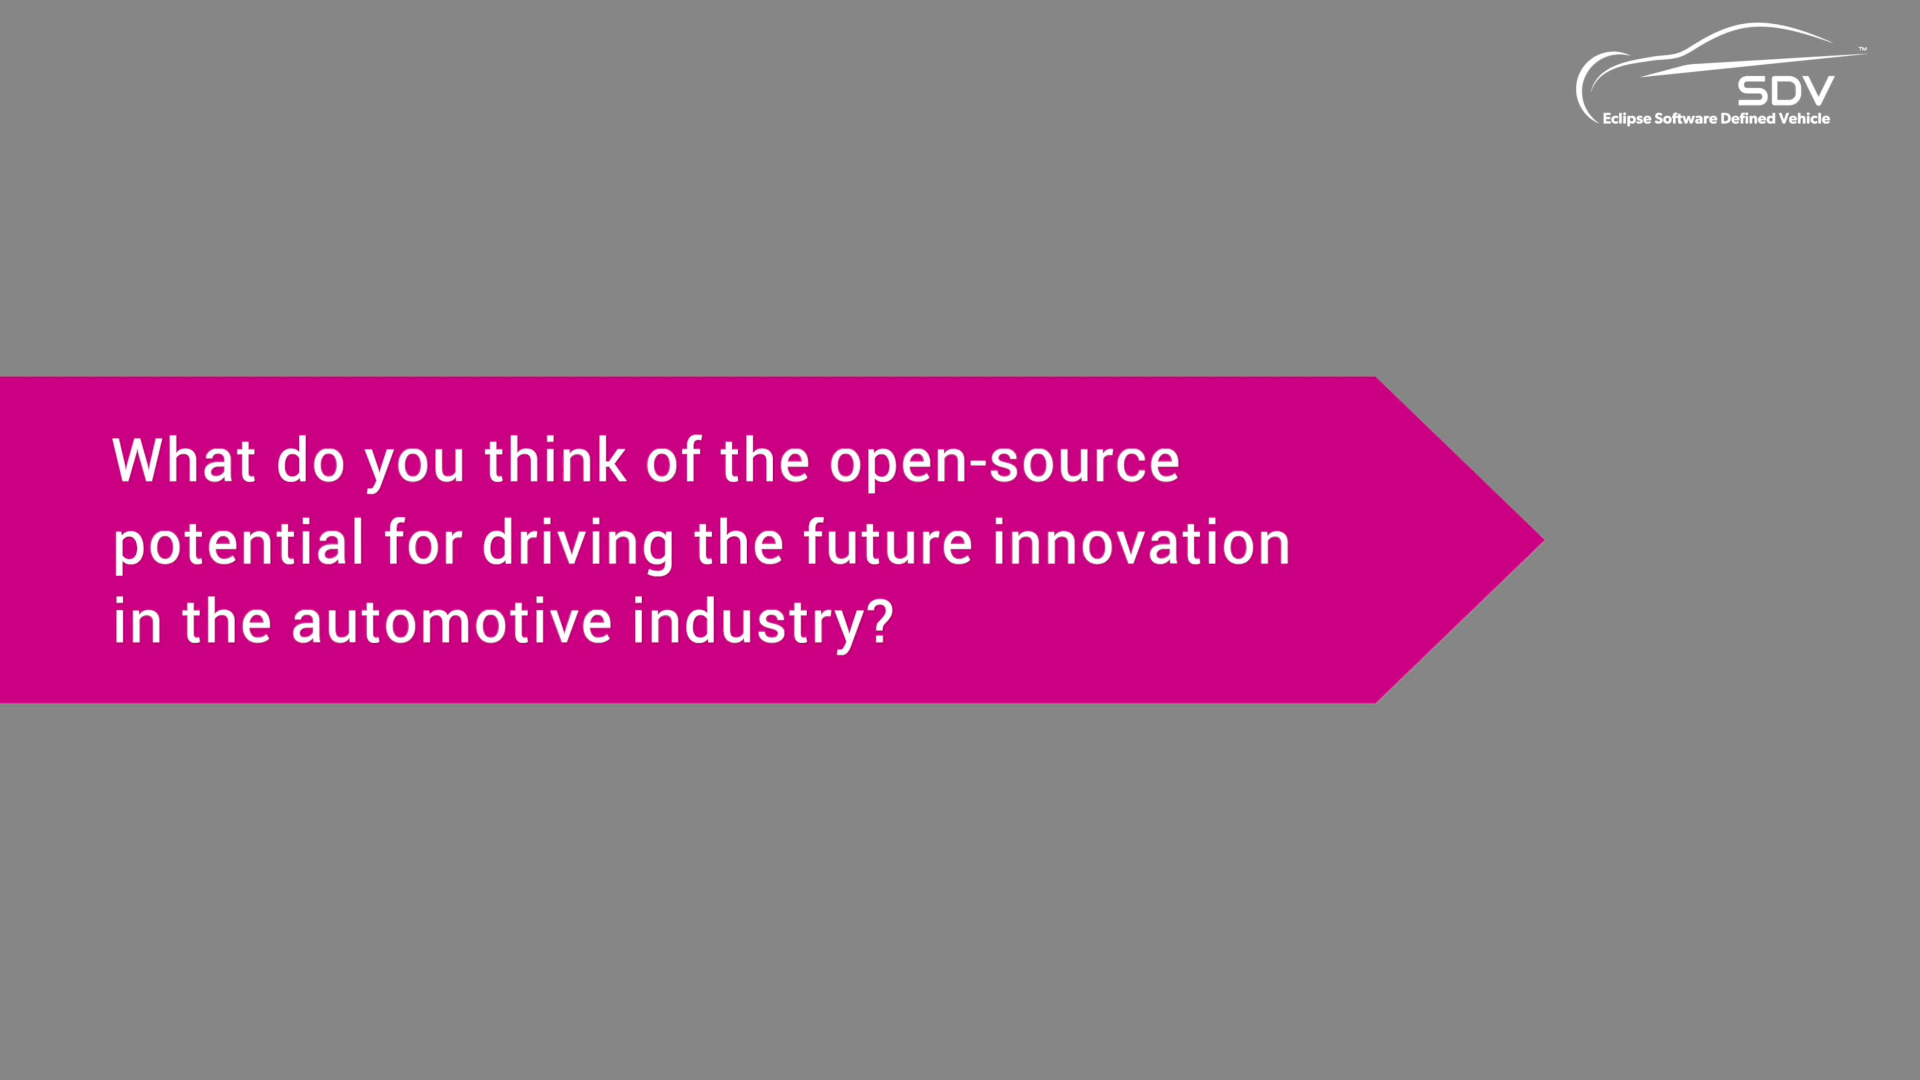 SDV
TM
Eclipse Software Defined Vehicle
What do you think of the open-source
potential for driving the future innovation
in the automotive industry?